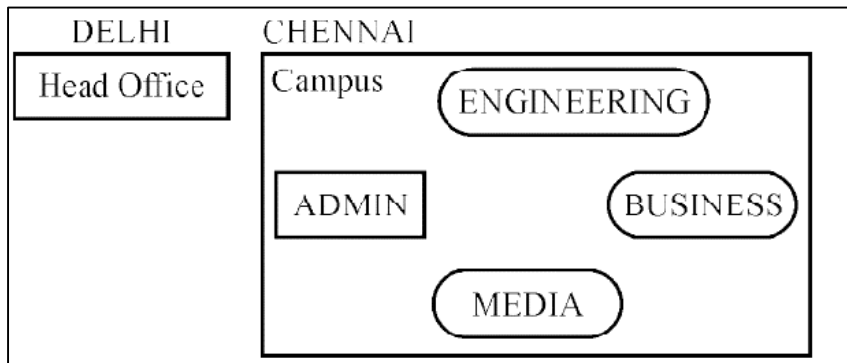 DELHI
Head Office
CHENNAI
Campus
ENGINEERING
ADMIN
BUSINESS
MEDIA